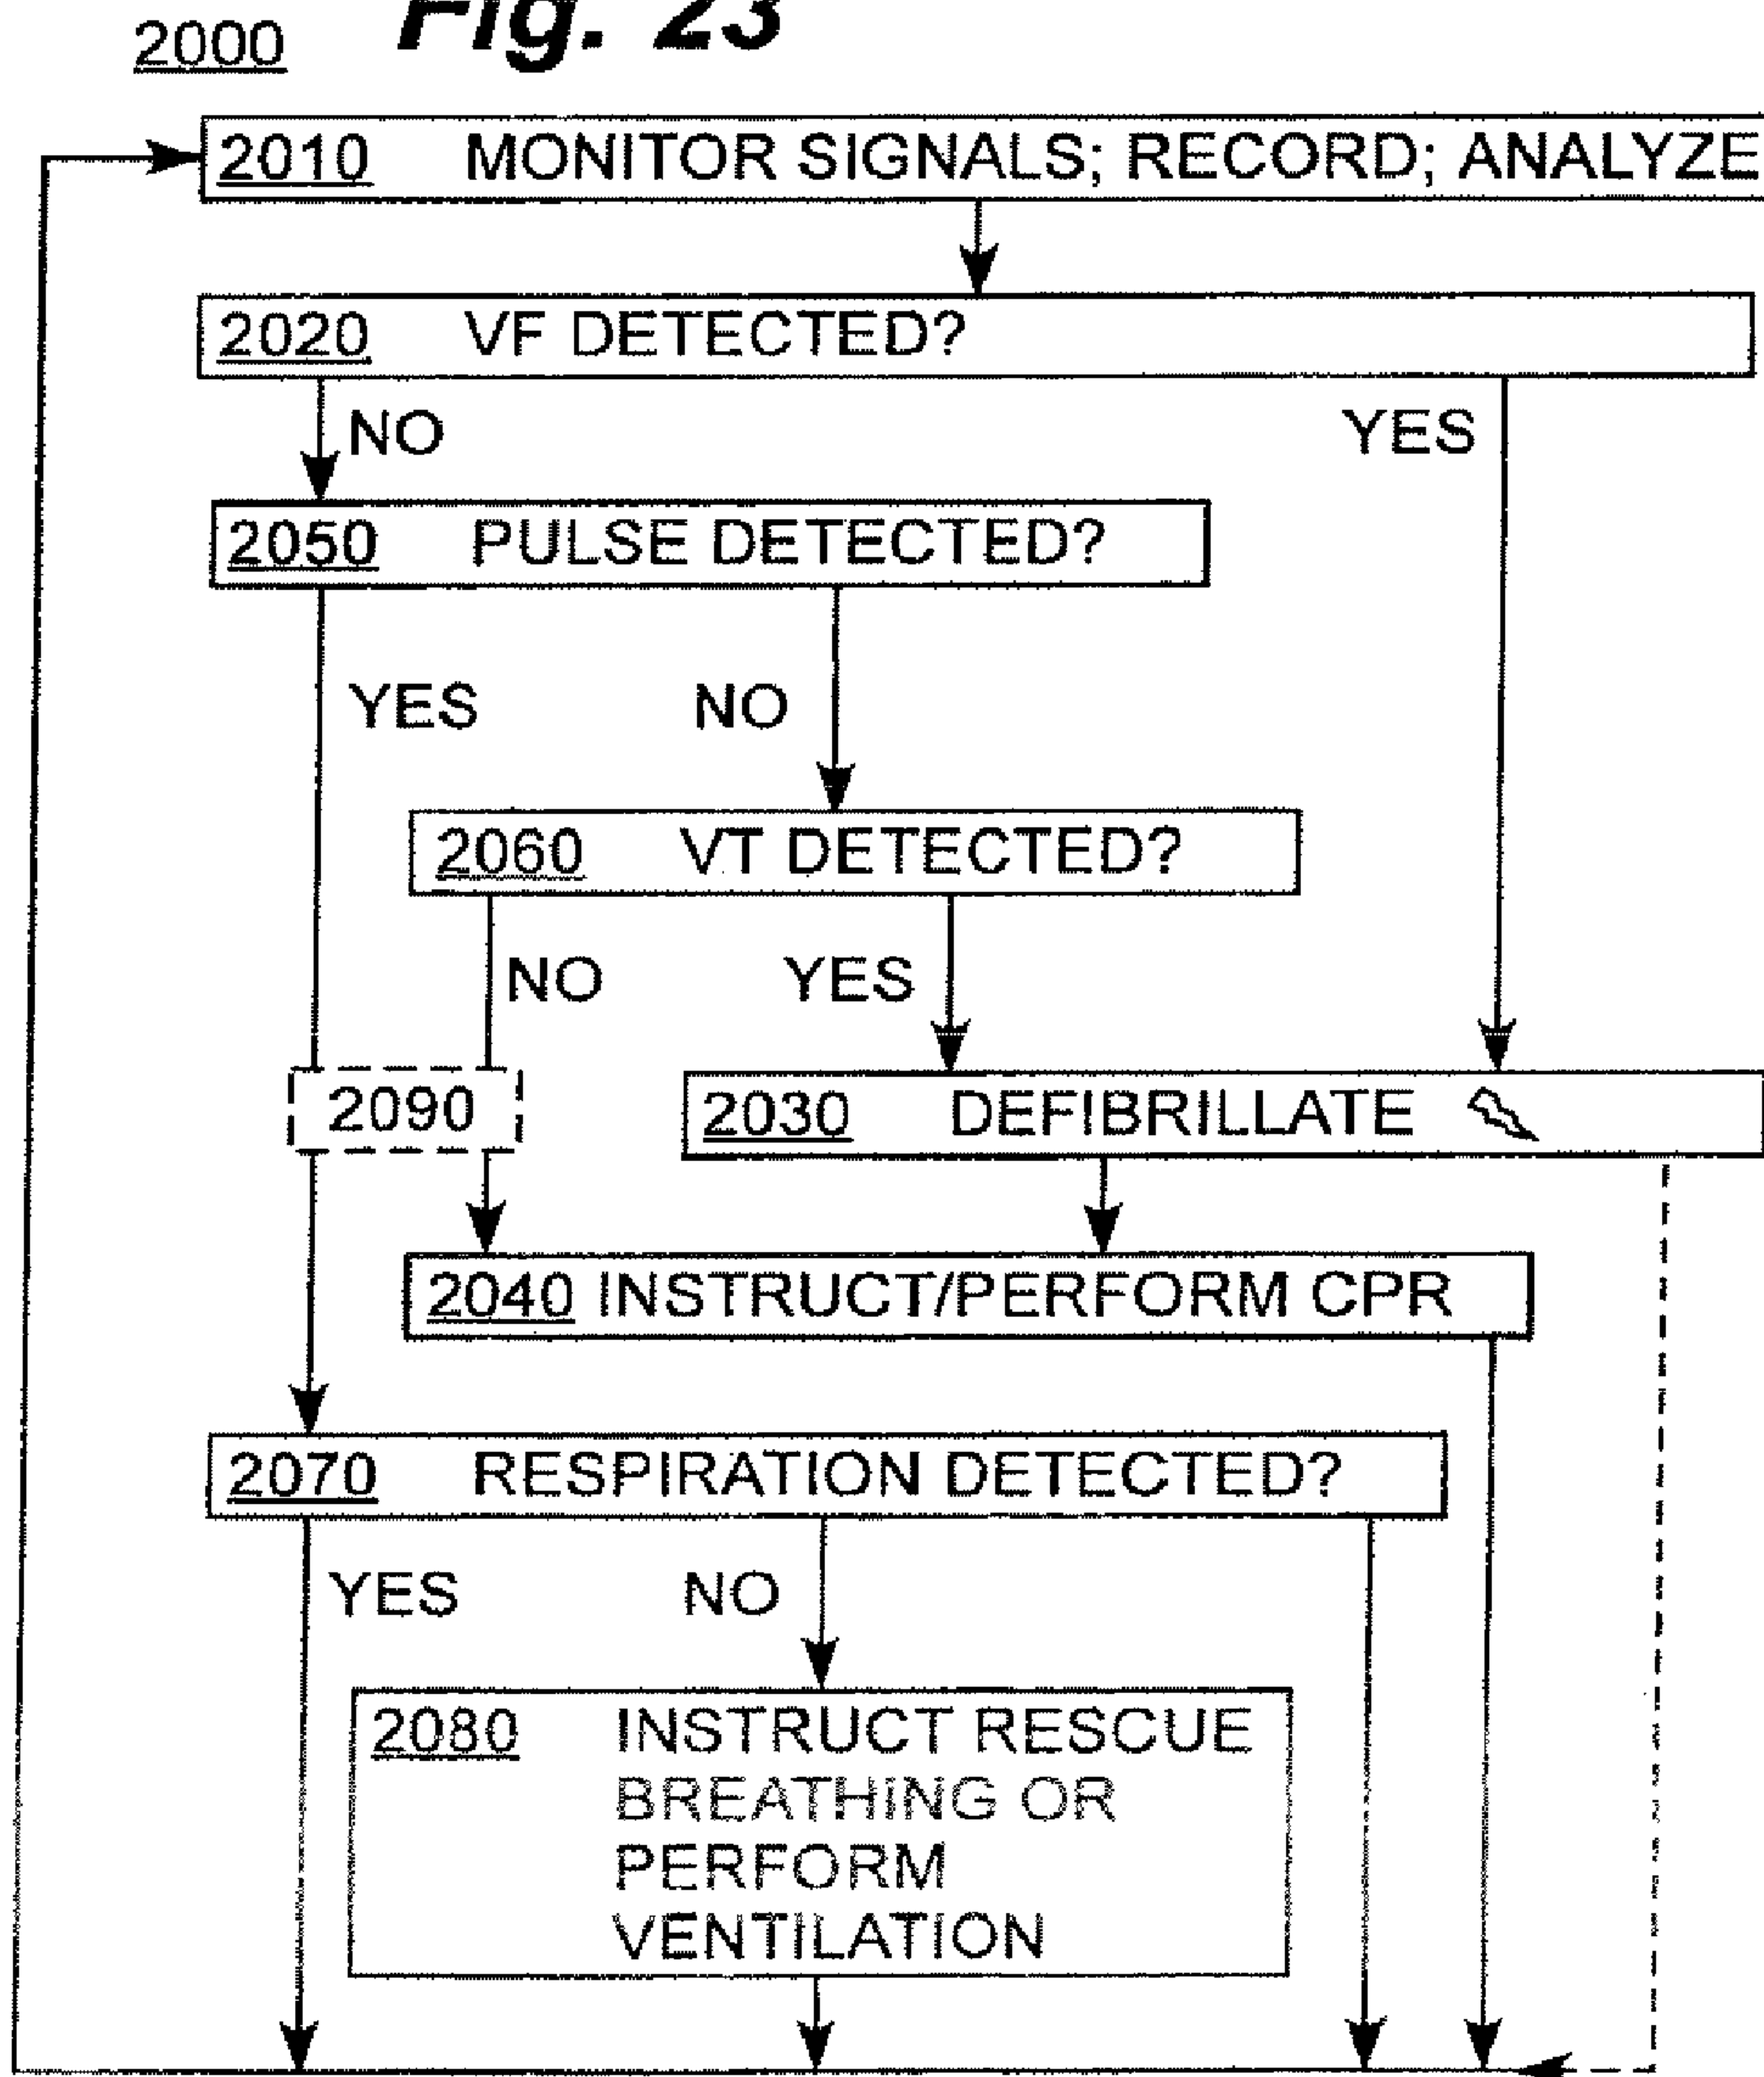 2000 Fig. 23
2010 MONITOR SIGNALS; RECORD; ANALYZE
2020 VF DETECTED?
NO YES
2050 PULSE DETECTED?
YES NO
2060 VT DETECTED?
NO YES
2090 2030 DEFIBRILLATE
2040 INSTRUCT/PERFORM CPR
2070 RESPIRATION DETECTED?
YES NO
2080 INSTRUCT RESCUE
BREATHING OR
PERFORM
VENTILATION